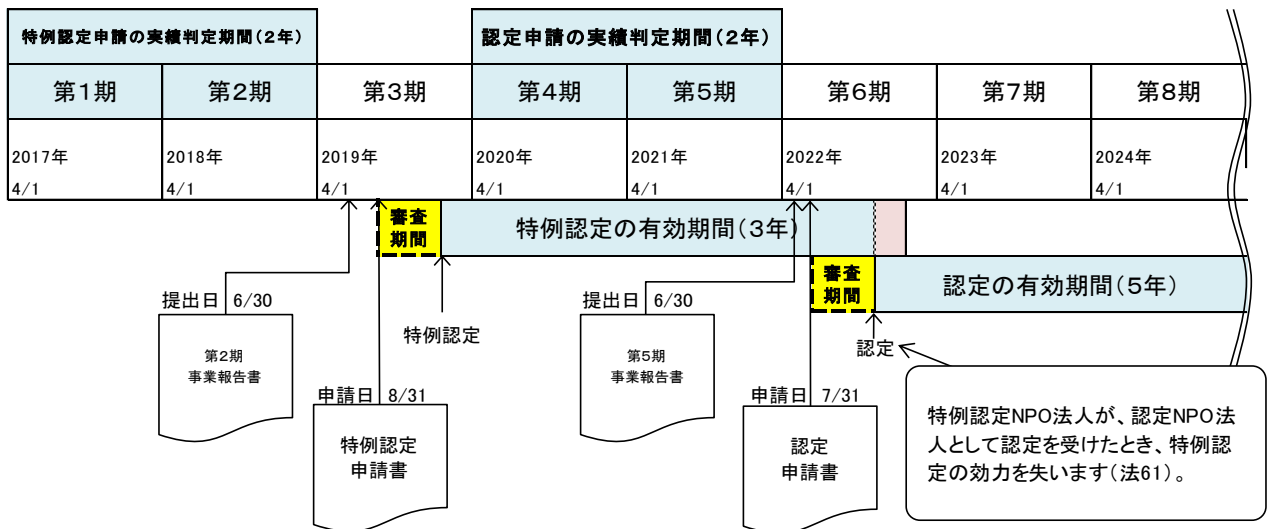 特例認定申請の実績判定期間(2年)
認定申請の実績判定期間(2年)
第1期
第2期
第3期
第4期
第5期
第6期
第7期
第8期
2017年
4/1
2018年
4/1
2019年
4/1
2020年
4/1
2021年
4/1
2022年
4/1
2023年
4/1
2024年
4/1
審査
期間
特例認定の有効期間(3年)
審査
期間
認定の有効期間(5年)
提出日 6/30
第2期
事業報告書
特例認定
申請日 8/31
特例認定
申請書
提出日 6/30
第5期
事業報告書
申請日 7/31
認定
申請書
認定
特例認定NPO法人が、認定NPO法
人として認定を受けたとき、特例認
定の効力を失います(法61)。